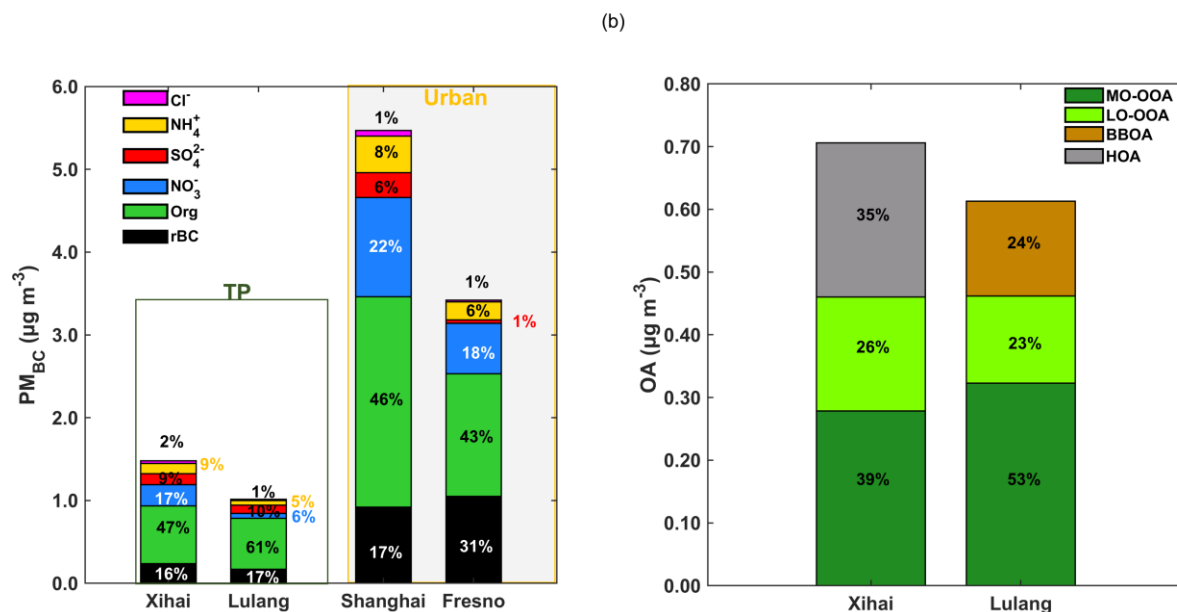 (b)
6.0
5.0
4.0
3.0
2.0
1.0
0.0
PM_BC (µg m⁻³)
Cl⁻
NH₄⁺
SO₄²⁻
NO₃⁻
Org
rBC
TP
Urban
2%
9%
9%
17%
47%
16%
1%
5%
10%
6%
61%
17%
1%
8%
6%
22%
46%
17%
1%
6%
1%
18%
43%
31%
Xihai Lulang Shanghai Fresno
0.80
0.70
0.60
0.50
0.40
0.30
0.20
0.10
0.00
OA (µg m⁻³)
MO-OOA
LO-OOA
BBOA
HOA
35%
26%
39%
24%
23%
53%
Xihai Lulang